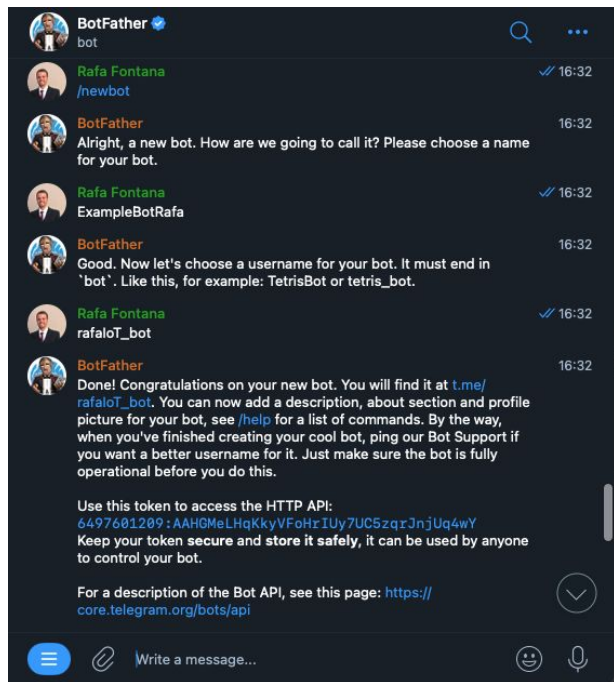 BotFather
bot
Rafa Fontana 16:32
/newbot
BotFather 16:32
Alright, a new bot. How are we going to call it? Please choose a name
for your bot.
Rafa Fontana 16:32
ExampleBotRafa
BotFather 16:32
Good. Now let's choose a username for your bot. It must end in
`bot`. Like this, for example: TetrisBot or tetris_bot.
Rafa Fontana 16:32
rafaIoT_bot
BotFather 16:32
Done! Congratulations on your new bot. You will find it at t.me/
rafaIoT_bot. You can now add a description, about section and profile
picture for your bot, see /help for a list of commands. By the way,
when you've finished creating your cool bot, ping our Bot Support if
you want a better username for it. Just make sure the bot is fully
operational before you do this.
Use this token to access the HTTP API:
6497601209:AAHGMeLHqKkyVFoHrIUy7UC5zqrJnjUq4wY
Keep your token secure and store it safely, it can be used by anyone
to control your bot.
For a description of the Bot API, see this page: https://
core.telegram.org/bots/api
Write a message...